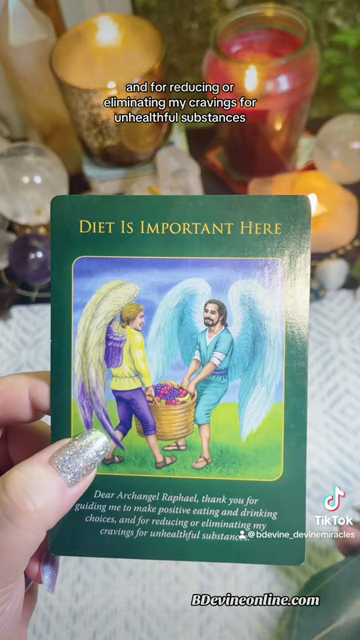 and for reducing or
eliminating my cravings for
unhealthful substances
DIET IS IMPORTANT HERE
Dear Archangel Raphael, thank you for
guiding me to make positive eating and drinking
choices, and for reducing or eliminating my
cravings for unhealthful
TikTok
@bdevine_devinemiracles
BDevineonline.com